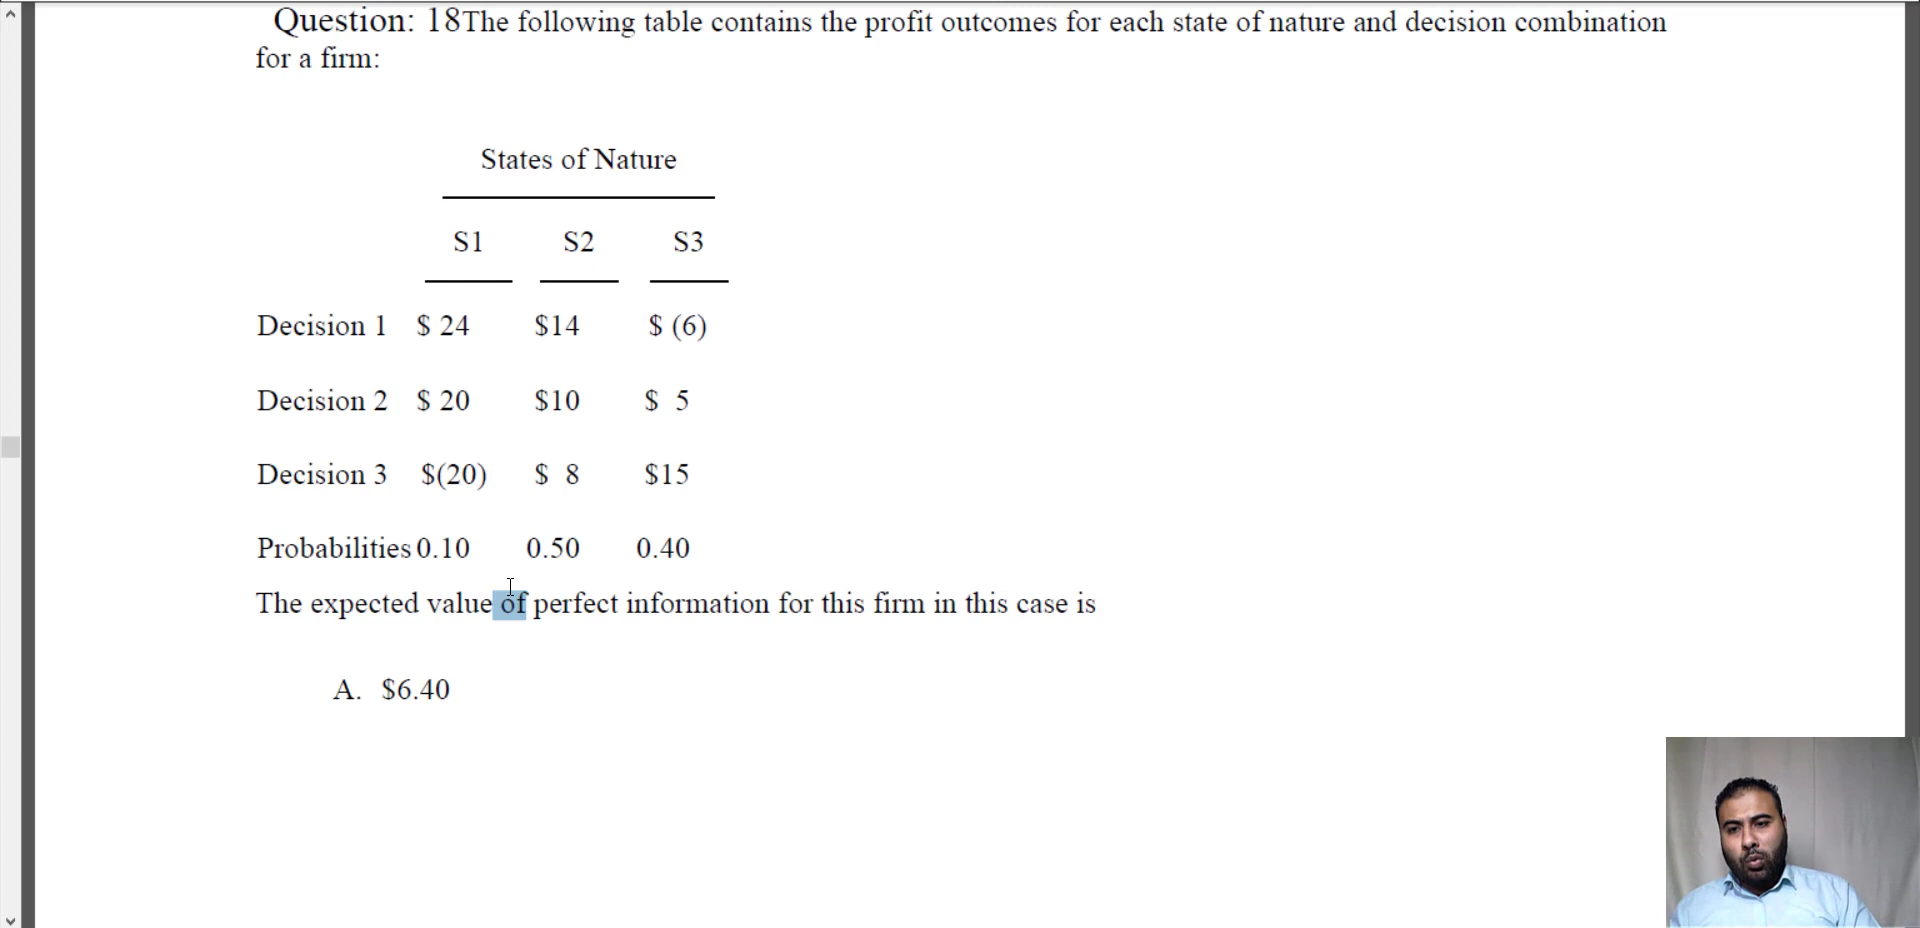 Question: 18The following table contains the profit outcomes for each state of nature and decision combination
for a firm:
States of Nature
S1 S2 S3
Decision 1 $ 24 $14 $ (6)
Decision 2 $ 20 $10 $ 5
Decision 3 $(20) $ 8 $15
Probabilities 0.10 0.50 0.40
The expected value of perfect information for this firm in this case is
A. $6.40